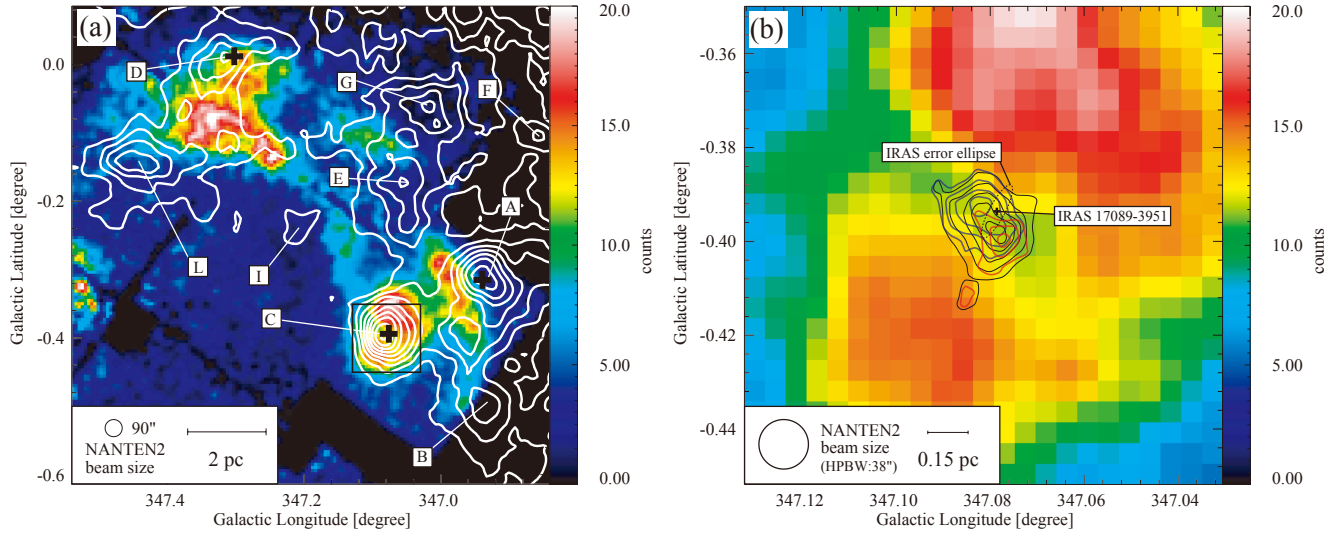 (a)
D
G
F
E
A
L
I
C
B
90"
NANTEN2
beam size
2 pc
0.0
-0.2
-0.4
-0.6
Galactic Latitude [degree]
347.4
347.2
347.0
Galactic Longitude [degree]
20.0
15.0
10.0
5.00
0.00
counts
(b)
IRAS error ellipse
IRAS 17089-3951
NANTEN2
beam size
(HPBW:38")
0.15 pc
-0.36
-0.38
-0.40
-0.42
-0.44
Galactic Latitude [degree]
347.12
347.10
347.08
347.06
347.04
Galactic Longitude [degree]
20.0
15.0
10.0
5.00
0.00
counts